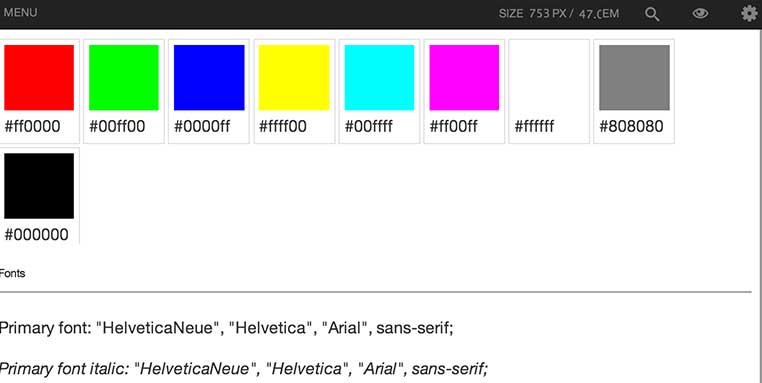 MENU SIZE 753 PX / 47.0EM
#ff0000 #00ff00 #0000ff #ffff00 #00ffff #ff00ff #ffffff #808080
#000000
Fonts
Primary font: "HelveticaNeue", "Helvetica", "Arial", sans-serif;
Primary font italic: "HelveticaNeue", "Helvetica", "Arial", sans-serif;